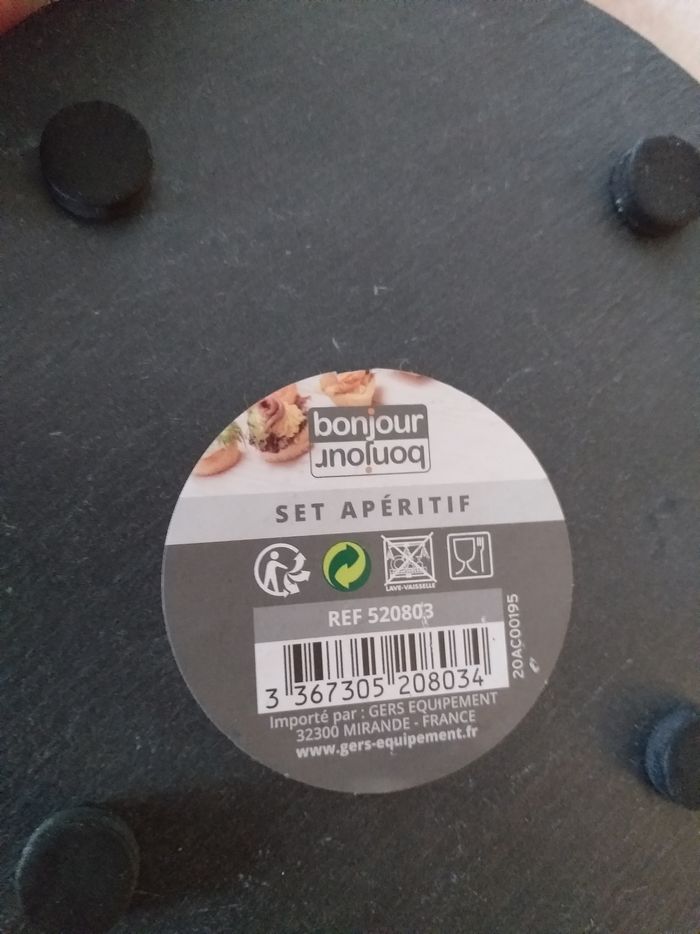 bonjour
bonjour
SET APÉRITIF
LAVE-VAISSELLE
REF 520803
3 367305 208034
20AC00195
Importé par : GERS EQUIPEMENT
32300 MIRANDE - FRANCE
www.gers-equipement.fr